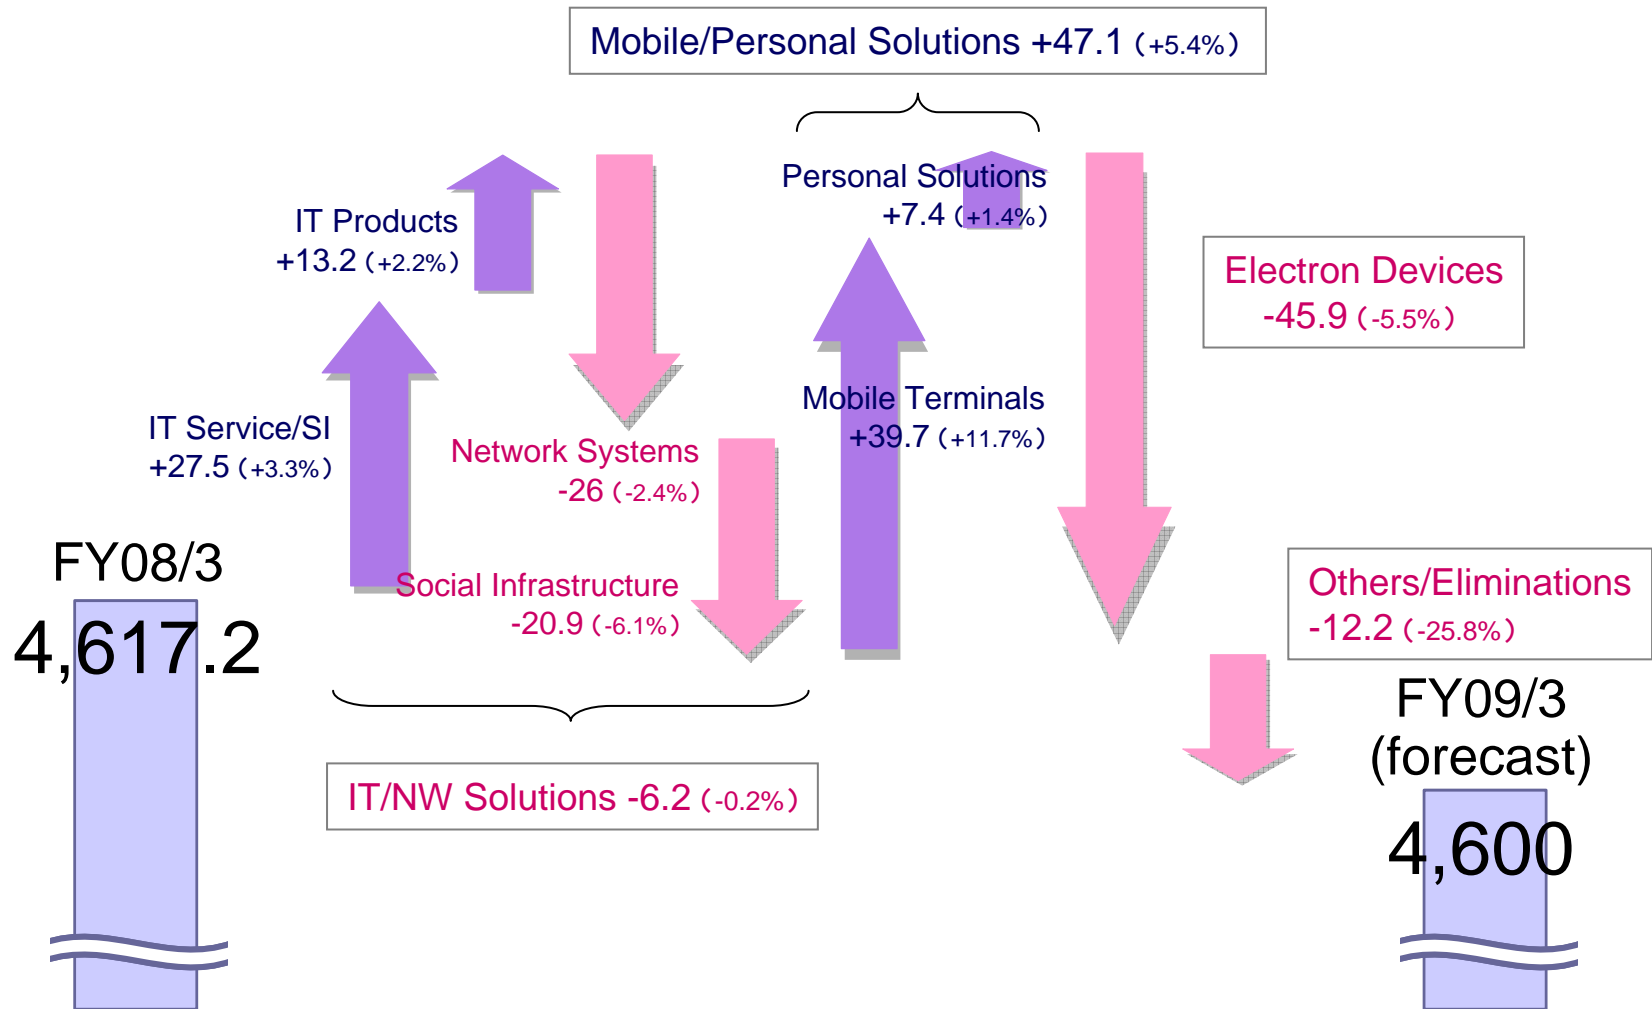 Mobile/Personal Solutions +47.1 (+5.4%)
Personal Solutions
+7.4 (+1.4%)
IT Products
+13.2 (+2.2%)
Electron Devices
-45.9 (-5.5%)
Mobile Terminals
+39.7 (+11.7%)
IT Service/SI
+27.5 (+3.3%)
Network Systems
-26 (-2.4%)
FY08/3
4,617.2
Social Infrastructure
-20.9 (-6.1%)
Others/Eliminations
-12.2 (-25.8%)
FY09/3
(forecast)
4,600
IT/NW Solutions -6.2 (-0.2%)